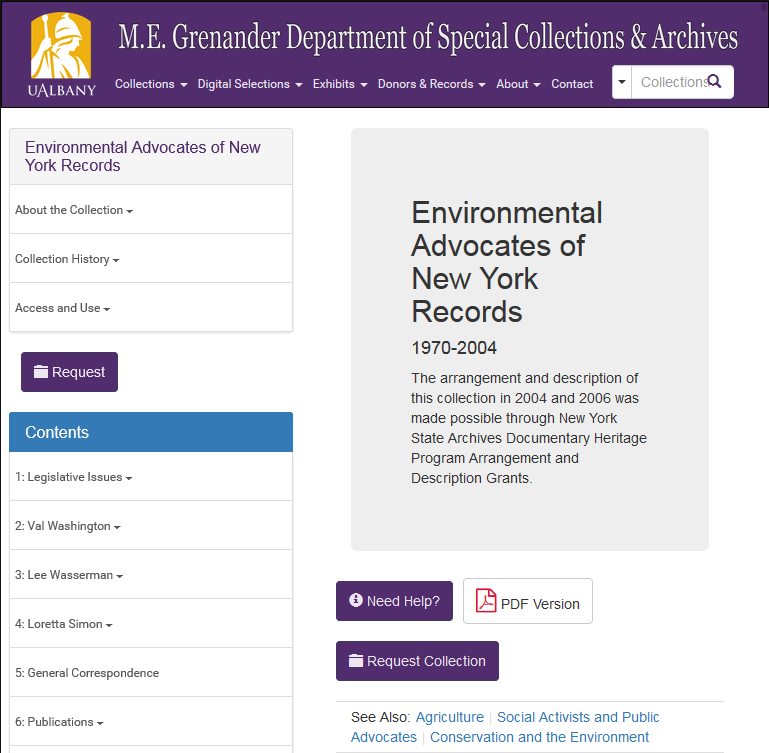 M.E. Grenander Department of Special Collections & Archives
UALBANY
Collections Digital Selections Exhibits Donors & Records About Contact Collections
Environmental Advocates of New
York Records
About the Collection
Collection History
Access and Use
Request
Contents
1: Legislative Issues
2: Val Washington
3: Lee Wasserman
4: Loretta Simon
5: General Correspondence
6: Publications
Environmental
Advocates of
New York
Records
1970-2004
The arrangement and description of
this collection in 2004 and 2006 was
made possible through New York
State Archives Documentary Heritage
Program Arrangement and
Description Grants.
Need Help? PDF Version
Request Collection
See Also: Agriculture | Social Activists and Public
Advocates | Conservation and the Environment